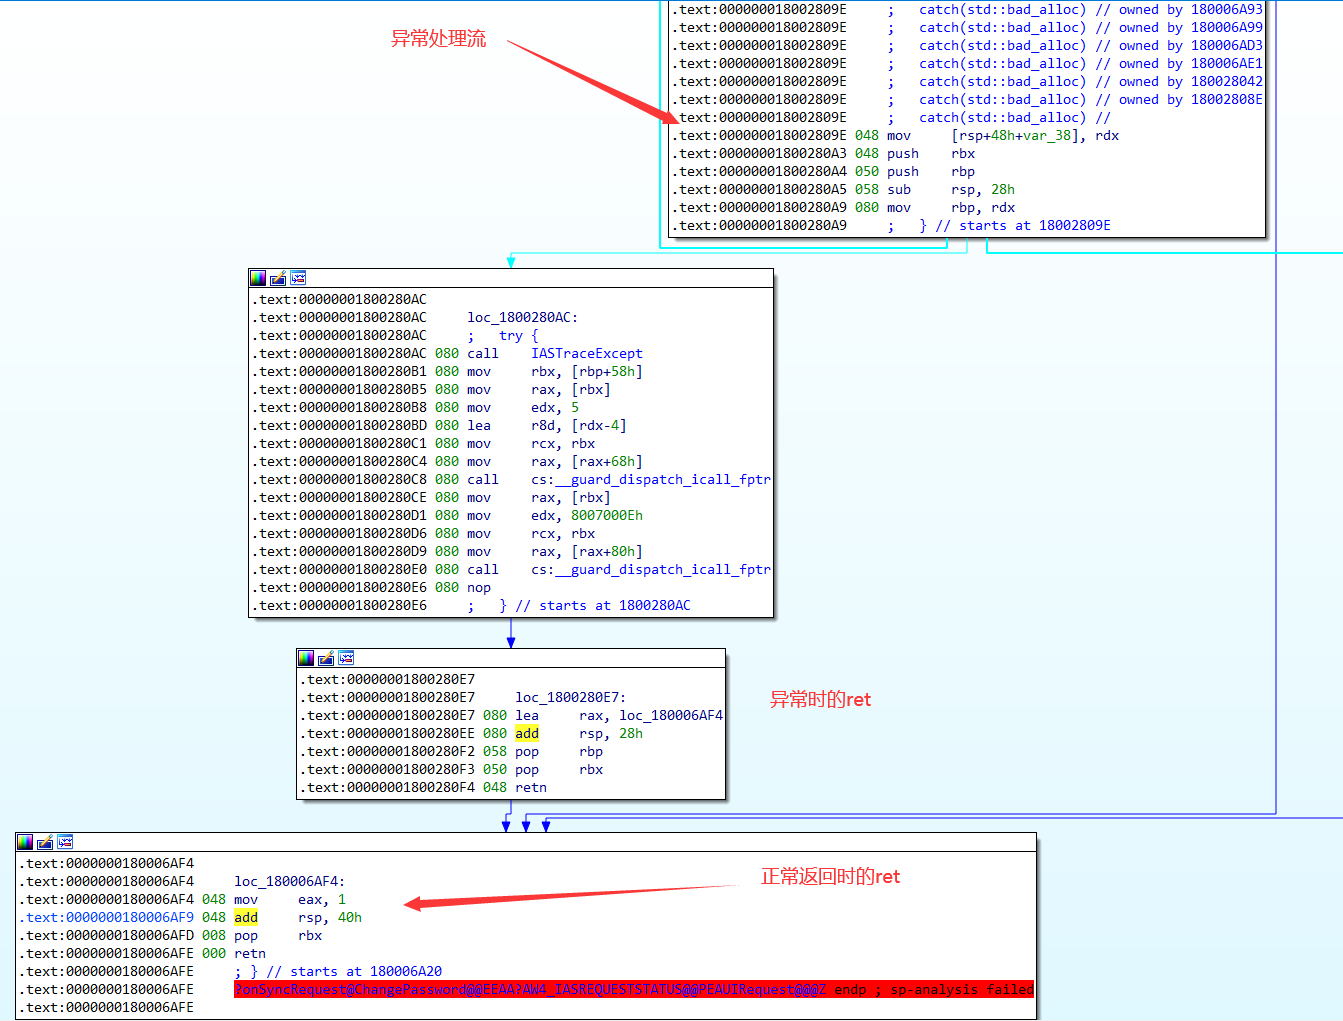 .text:000000018002809E ; catch(std::bad_alloc) // owned by 180006A93
.text:000000018002809E ; catch(std::bad_alloc) // owned by 180006A99
异常处理流
.text:000000018002809E ; catch(std::bad_alloc) // owned by 180006AD3
.text:000000018002809E ; catch(std::bad_alloc) // owned by 180006AE1
.text:000000018002809E ; catch(std::bad_alloc) // owned by 180028042
.text:000000018002809E ; catch(std::bad_alloc) // owned by 18002808E
.text:000000018002809E ; catch(std::bad_alloc) //
.text:000000018002809E 048 mov [rsp+48h+var_38], rdx
.text:00000001800280A3 048 push rbx
.text:00000001800280A4 050 push rbp
.text:00000001800280A5 058 sub rsp, 28h
.text:00000001800280A9 080 mov rbp, rdx
.text:00000001800280A9 ; } // starts at 18002809E
.text:00000001800280AC
.text:00000001800280AC loc_1800280AC:
.text:00000001800280AC ; try {
.text:00000001800280AC 080 call IASTraceExcept
.text:00000001800280B1 080 mov rbx, [rbp+58h]
.text:00000001800280B5 080 mov rax, [rbx]
.text:00000001800280B8 080 mov edx, 5
.text:00000001800280BD 080 lea r8d, [rdx-4]
.text:00000001800280C1 080 mov rcx, rbx
.text:00000001800280C4 080 mov rax, [rax+68h]
.text:00000001800280C8 080 call cs:__guard_dispatch_icall_fptr
.text:00000001800280CE 080 mov rax, [rbx]
.text:00000001800280D1 080 mov edx, 8007000Eh
.text:00000001800280D6 080 mov rcx, rbx
.text:00000001800280D9 080 mov rax, [rax+80h]
.text:00000001800280E0 080 call cs:__guard_dispatch_icall_fptr
.text:00000001800280E6 080 nop
.text:00000001800280E6 ; } // starts at 1800280AC
.text:00000001800280E7
.text:00000001800280E7 loc_1800280E7:
异常时的ret
.text:00000001800280E7 080 lea rax, loc_180006AF4
.text:00000001800280EE 080 add rsp, 28h
.text:00000001800280F2 058 pop rbp
.text:00000001800280F3 050 pop rbx
.text:00000001800280F4 048 retn
.text:0000000180006AF4
.text:0000000180006AF4 loc_180006AF4:
正常返回时的ret
.text:0000000180006AF4 048 mov eax, 1
.text:0000000180006AF9 048 add rsp, 40h
.text:0000000180006AFD 008 pop rbx
.text:0000000180006AFE 000 retn
.text:0000000180006AFE ; } // starts at 180006A20
.text:0000000180006AFE ?onSyncRequest@ChangePassword@@EEAA?AW4_IASREQUESTSTATUS@@PEAUIRequest@@@Z endp ; sp-analysis failed
.text:0000000180006AFE